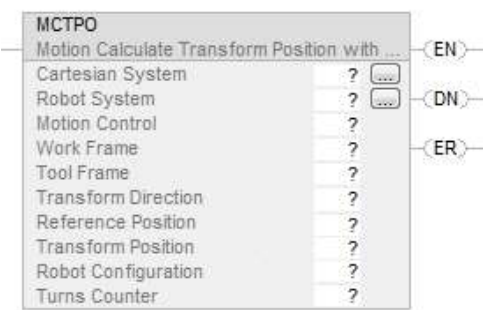 MCTPO
Motion Calculate Transform Position with ... (EN)
Cartesian System ? ...
Robot System ? ... (DN)
Motion Control ?
Work Frame ? (ER)
Tool Frame ?
Transform Direction ?
Reference Position ?
Transform Position ?
Robot Configuration ?
Turns Counter ?